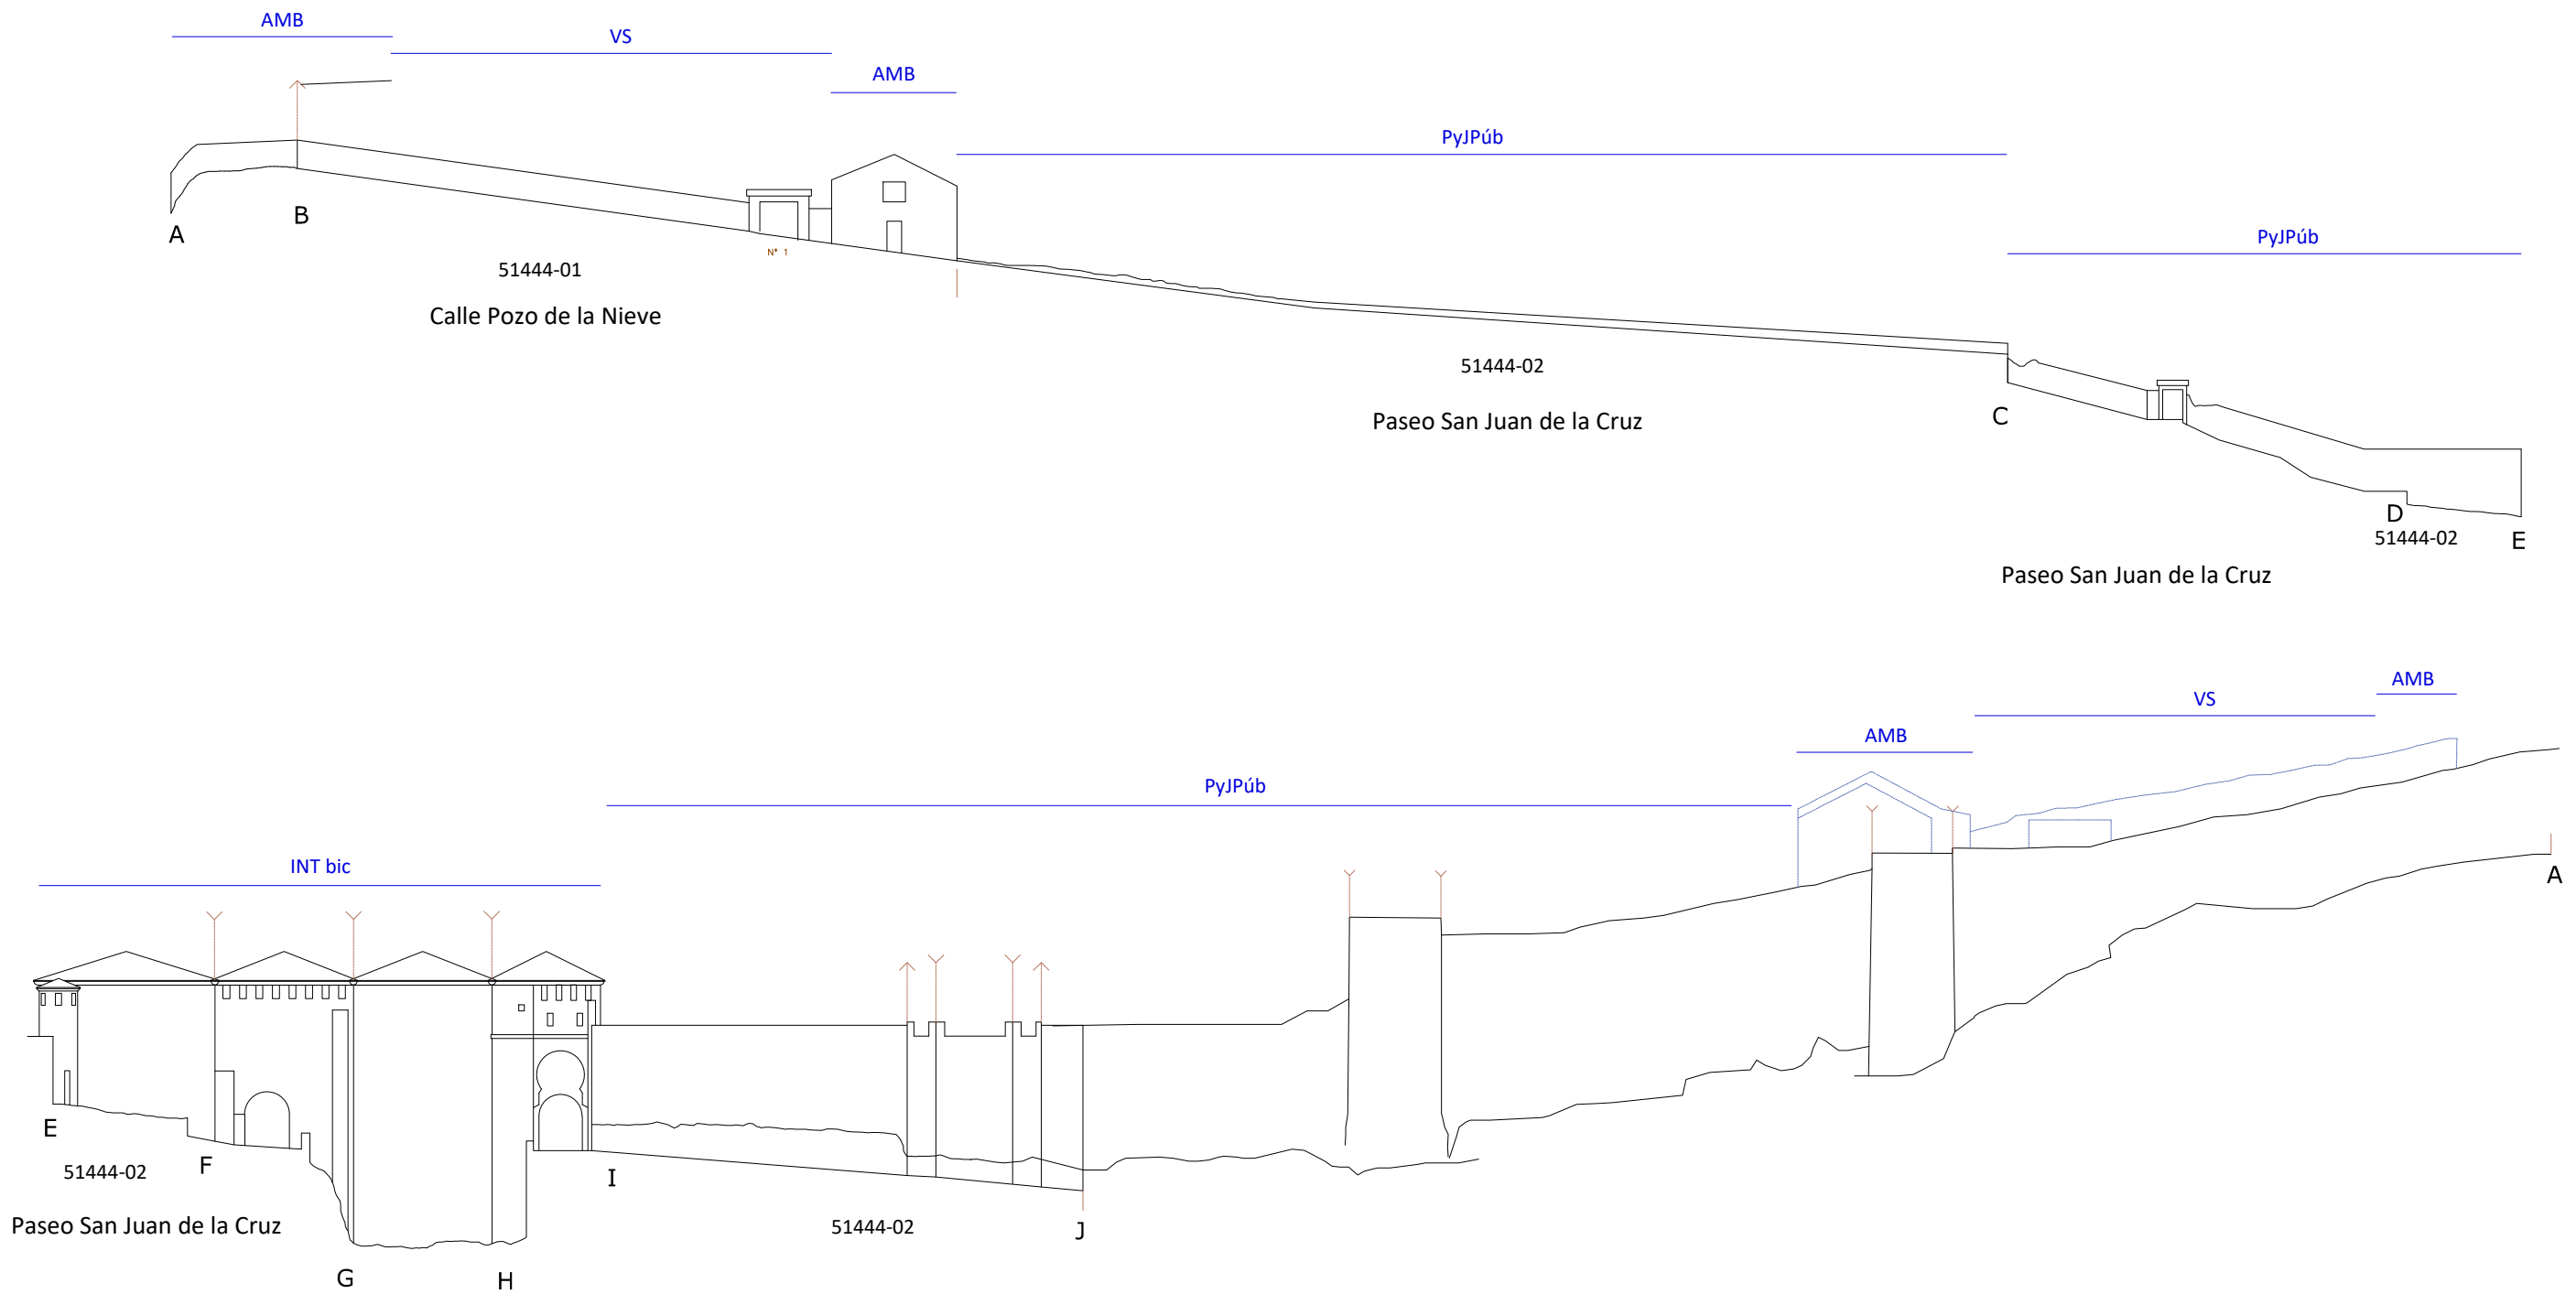 AMB
VS
AMB
PyJPúb
PyJPúb
A
B
N° 1
51444-01
Calle Pozo de la Nieve
51444-02
Paseo San Juan de la Cruz
C
D
51444-02
E
Paseo San Juan de la Cruz
AMB
VS
AMB
PyJPúb
INT bic
A
E
51444-02
F
I
Paseo San Juan de la Cruz
51444-02
J
G
H